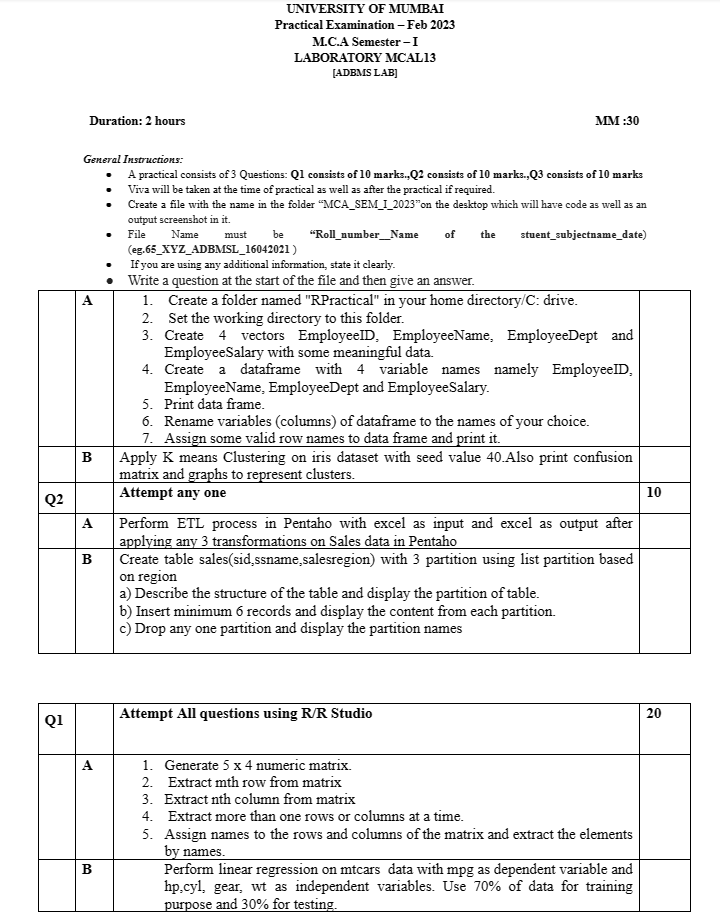 UNIVERSITY OF MUMBAI
Practical Examination – Feb 2023
M.C.A Semester – I
LABORATORY MCAL13
[ADBMS LAB]
Duration: 2 hours MM :30
General Instructions:
• A practical consists of 3 Questions: Q1 consists of 10 marks.,Q2 consists of 10 marks.,Q3 consists of 10 marks
• Viva will be taken at the time of practical as well as after the practical if required.
• Create a file with the name in the folder “MCA_SEM_I_2023”on the desktop which will have code as well as an
output screenshot in it.
• File Name must be “Roll_number__Name of the stuent_subjectname_date)
(eg.65_XYZ_ADBMSL_16042021 )
• If you are using any additional information, state it clearly.
• Write a question at the start of the file and then give an answer.
A 1. Create a folder named "RPractical" in your home directory/C: drive.
2. Set the working directory to this folder.
3. Create 4 vectors EmployeeID, EmployeeName, EmployeeDept and
EmployeeSalary with some meaningful data.
4. Create a dataframe with 4 variable names namely EmployeeID,
EmployeeName, EmployeeDept and EmployeeSalary.
5. Print data frame.
6. Rename variables (columns) of dataframe to the names of your choice.
7. Assign some valid row names to data frame and print it.
B Apply K means Clustering on iris dataset with seed value 40.Also print confusion
matrix and graphs to represent clusters.
Q2 Attempt any one 10
A Perform ETL process in Pentaho with excel as input and excel as output after
applying any 3 transformations on Sales data in Pentaho
B Create table sales(sid,ssname,salesregion) with 3 partition using list partition based
on region
a) Describe the structure of the table and display the partition of table.
b) Insert minimum 6 records and display the content from each partition.
c) Drop any one partition and display the partition names
Q1 Attempt All questions using R/R Studio 20
A 1. Generate 5 x 4 numeric matrix.
2. Extract mth row from matrix
3. Extract nth column from matrix
4. Extract more than one rows or columns at a time.
5. Assign names to the rows and columns of the matrix and extract the elements
by names.
B Perform linear regression on mtcars data with mpg as dependent variable and
hp,cyl, gear, wt as independent variables. Use 70% of data for training
purpose and 30% for testing.